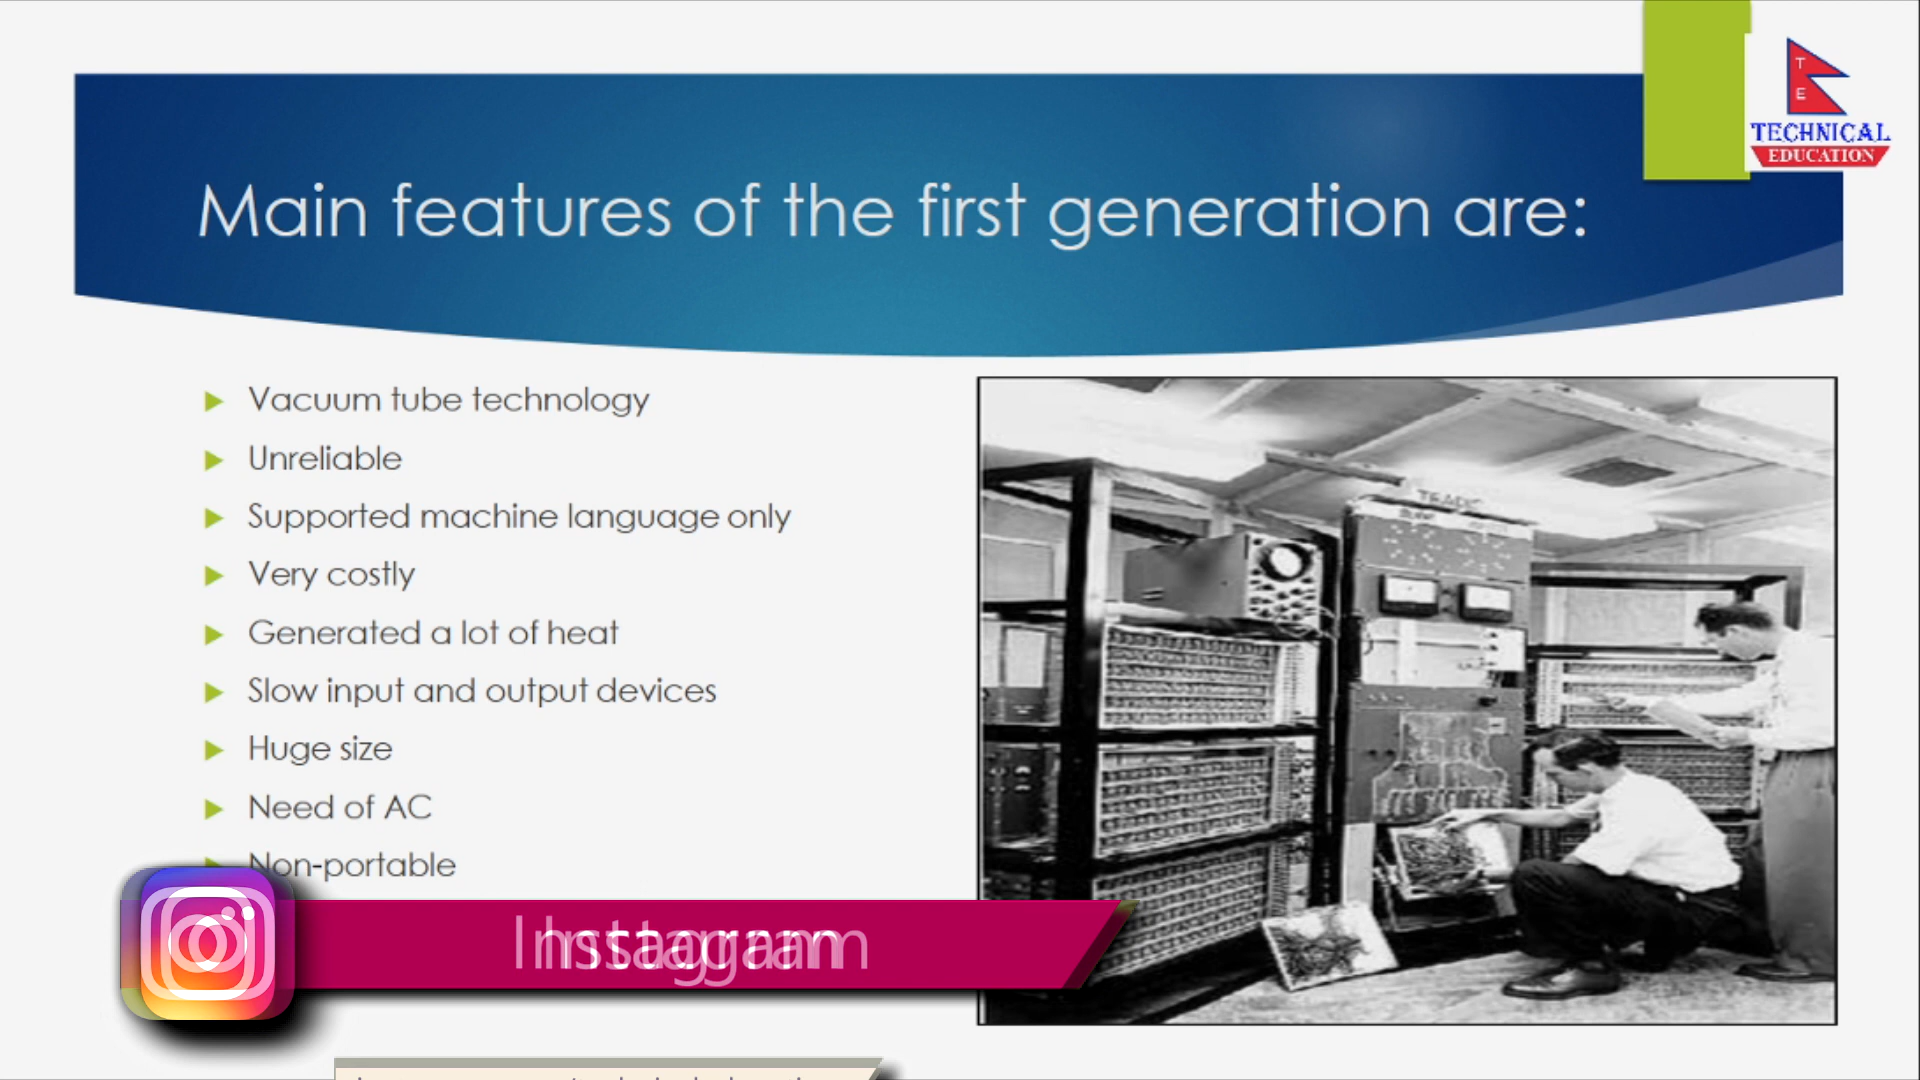 T
E
TECHNICAL
EDUCATION
Main features of the first generation are:
Vacuum tube technology
Unreliable
Supported machine language only
Very costly
Generated a lot of heat
Slow input and output devices
Huge size
Need of AC
Non-portable
TRADIC
Instagram